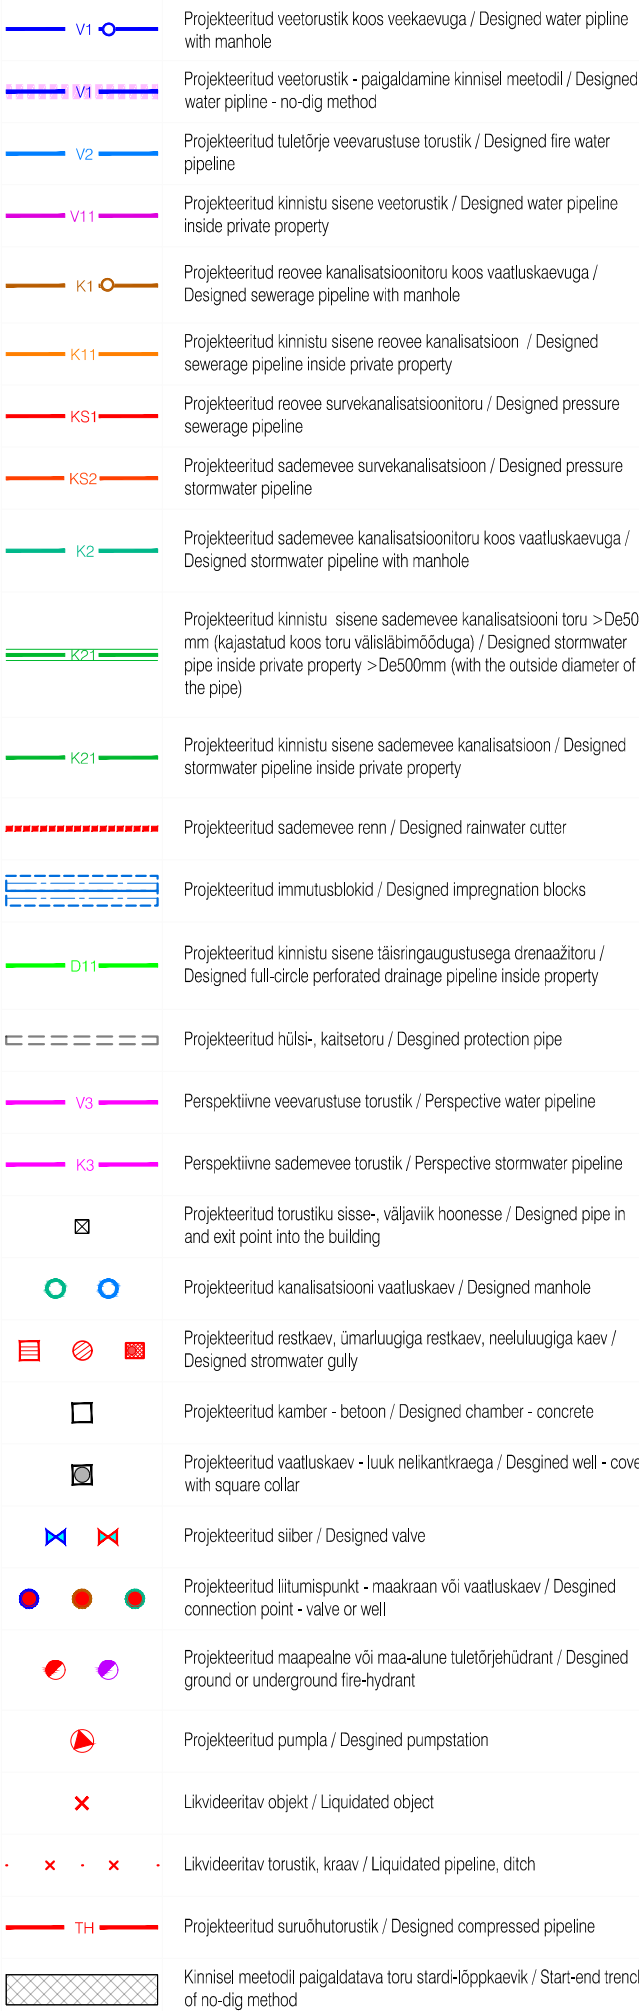 V1 Projekteeritud veetorustik koos veekaevuga / Designed water pipline
with manhole
V1 Projekteeritud veetorustik - paigaldamine kinnisel meetodil / Designed
water pipline - no-dig method
V2 Projekteeritud tuletõrje veevarustuse torustik / Designed fire water
pipeline
V11 Projekteeritud kinnistu sisene veetorustik / Designed water pipeline
inside private property
K1 Projekteeritud reovee kanalisatsioonitoru koos vaatluskaevuga /
Designed sewerage pipeline with manhole
K11 Projekteeritud kinnistu sisene reovee kanalisatsioon / Designed
sewerage pipeline inside private property
KS1 Projekteeritud reovee survekanalisatsioonitoru / Designed pressure
sewerage pipeline
KS2 Projekteeritud sademevee survekanalisatsioon / Designed pressure
stormwater pipeline
K2 Projekteeritud sademevee kanalisatsioonitoru koos vaatluskaevuga /
Designed stormwater pipeline with manhole
Projekteeritud kinnistu sisene sademevee kanalisatsiooni toru >De50
K21 mm (kajastatud koos toru välisläbimõõduga) / Designed stormwater
pipe inside private property >De500mm (with the outside diameter of
the pipe)
K21 Projekteeritud kinnistu sisene sademevee kanalisatsioon / Designed
stormwater pipeline inside private property
Projekteeritud sademevee renn / Designed rainwater cutter
Projekteeritud immutusblokid / Designed impregnation blocks
D11 Projekteeritud kinnistu sisene täisringaugustusega drenaažitoru /
Designed full-circle perforated drainage pipeline inside property
Projekteeritud hülsi-, kaitsetoru / Desgined protection pipe
V3 Perspektiivne veevarustuse torustik / Perspective water pipeline
K3 Perspektiivne sademevee torustik / Perspective stormwater pipeline
Projekteeritud torustiku sisse-, väljaviik hoonesse / Designed pipe in
and exit point into the building
Projekteeritud kanalisatsiooni vaatluskaev / Designed manhole
Projekteeritud restkaev, ümarluugiga restkaev, neeluluugiga kaev /
Designed stromwater gully
Projekteeritud kamber - betoon / Designed chamber - concrete
Projekteeritud vaatluskaev - luuk nelikantkraega / Desgined well - cove
with square collar
Projekteeritud siiber / Designed valve
Projekteeritud liitumispunkt - maakraan või vaatluskaev / Desgined
connection point - valve or well
Projekteeritud maapealne või maa-alune tuletõrjehüdrant / Desgined
ground or underground fire-hydrant
Projekteeritud pumpla / Desgined pumpstation
Likvideeritav objekt / Liquidated object
Likvideeritav torustik, kraav / Liquidated pipeline, ditch
TH Projekteeritud suruõhutorustik / Designed compressed pipeline
Kinnisel meetodil paigaldatava toru stardi-lõppkaevik / Start-end trench
of no-dig method